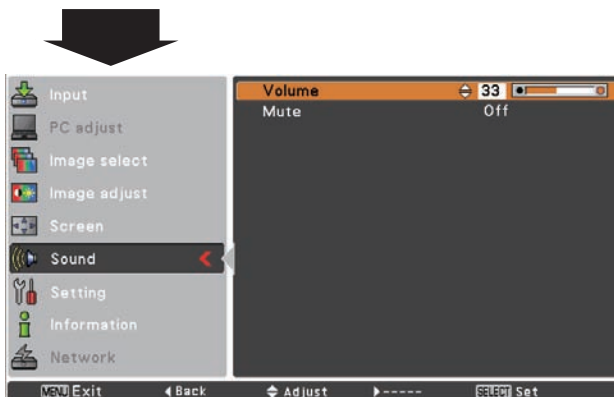 Input
PC adjust
Image select
Image adjust
Screen
Sound
Setting
Information
Network
Volume 33
Mute Off
MENU Exit Back Adjust ----- SELECT Set